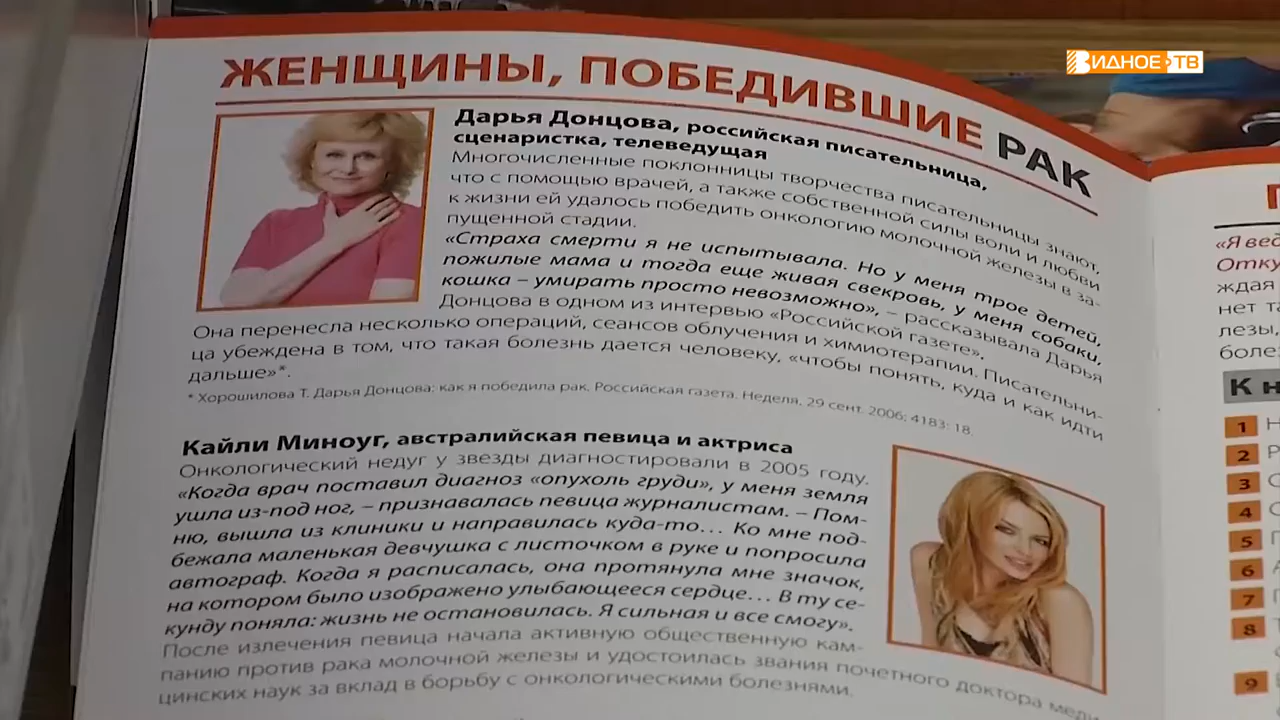 ВИДНОЕ ТВ
ЖЕНЩИНЫ, ПОБЕДИВШИЕ РАК
Дарья Донцова, российская писательница,
сценаристка, телеведущая
Многочисленные поклонницы творчества писательницы знают,
что с помощью врачей, а также собственной силы воли и любви
к жизни ей удалось победить онкологию молочной железы в за-
пущенной стадии.
«Страха смерти я не испытывала. Но у меня трое детей,
пожилые мама и тогда еще живая свекровь, у меня собаки,
кошка – умирать просто невозможно», – рассказывала Дарья
Донцова в одном из интервью «Российской газете».
Она перенесла несколько операций, сеансов облучения и химиотерапии. Писательни-
ца убеждена в том, что такая болезнь дается человеку, «чтобы понять, куда и как идти
дальше»*.
* Хорошилова Т. Дарья Донцова: как я победила рак. Российская газета. Неделя, 29 сент. 2006; 4183: 18.
Кайли Миноуг, австралийская певица и актриса
Онкологический недуг у звезды диагностировали в 2005 году.
«Когда врач поставил диагноз «опухоль груди», у меня земля
ушла из-под ног, – признавалась певица журналистам. – Пом-
ню, вышла из клиники и направилась куда-то... Ко мне под-
бежала маленькая девчушка с листочком в руке и попросила
автограф. Когда я расписалась, она протянула мне значок,
на котором было изображено улыбающееся сердце... В ту се-
кунду поняла: жизнь не остановилась. Я сильная и все смогу».
После излечения певица начала активную общественную кам-
панию против рака молочной железы и удостоилась звания почетного доктора меди-
цинских наук за вклад в борьбу с онкологическими болезнями.
«Я вед
Отку
ждая
нет т
лезы,
болез
К н
1
2
3
4
5
6
7
8
9